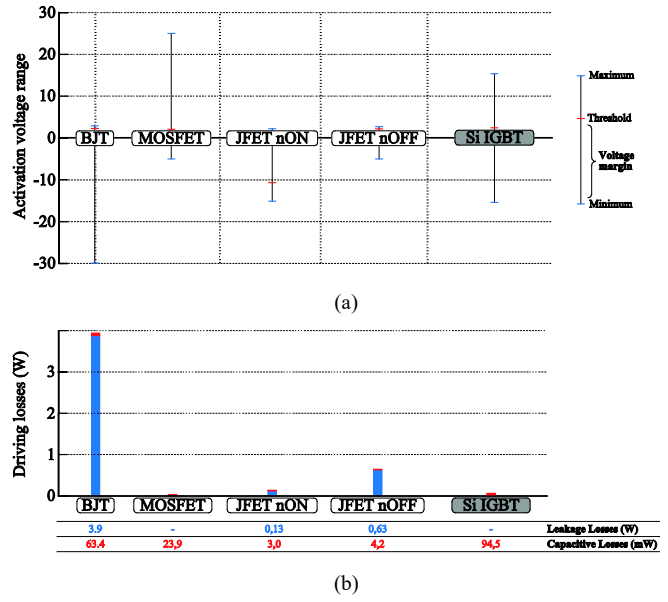 Activation voltage range
30
20
10
0
-10
-20
-30
BJT
MOSFET
JFET nON
JFET nOFF
Si IGBT
Maximum
Threshold
Voltage
margin
Minimum
(a)
Driving losses (W)
3
2
1
0
BJT
MOSFET
JFET nON
JFET nOFF
Si IGBT
3.9 - 0,13 0,63 - Leakage Losses (W)
63.4 23,9 3,0 4,2 94,5 Capacitive Losses (mW)
(b)